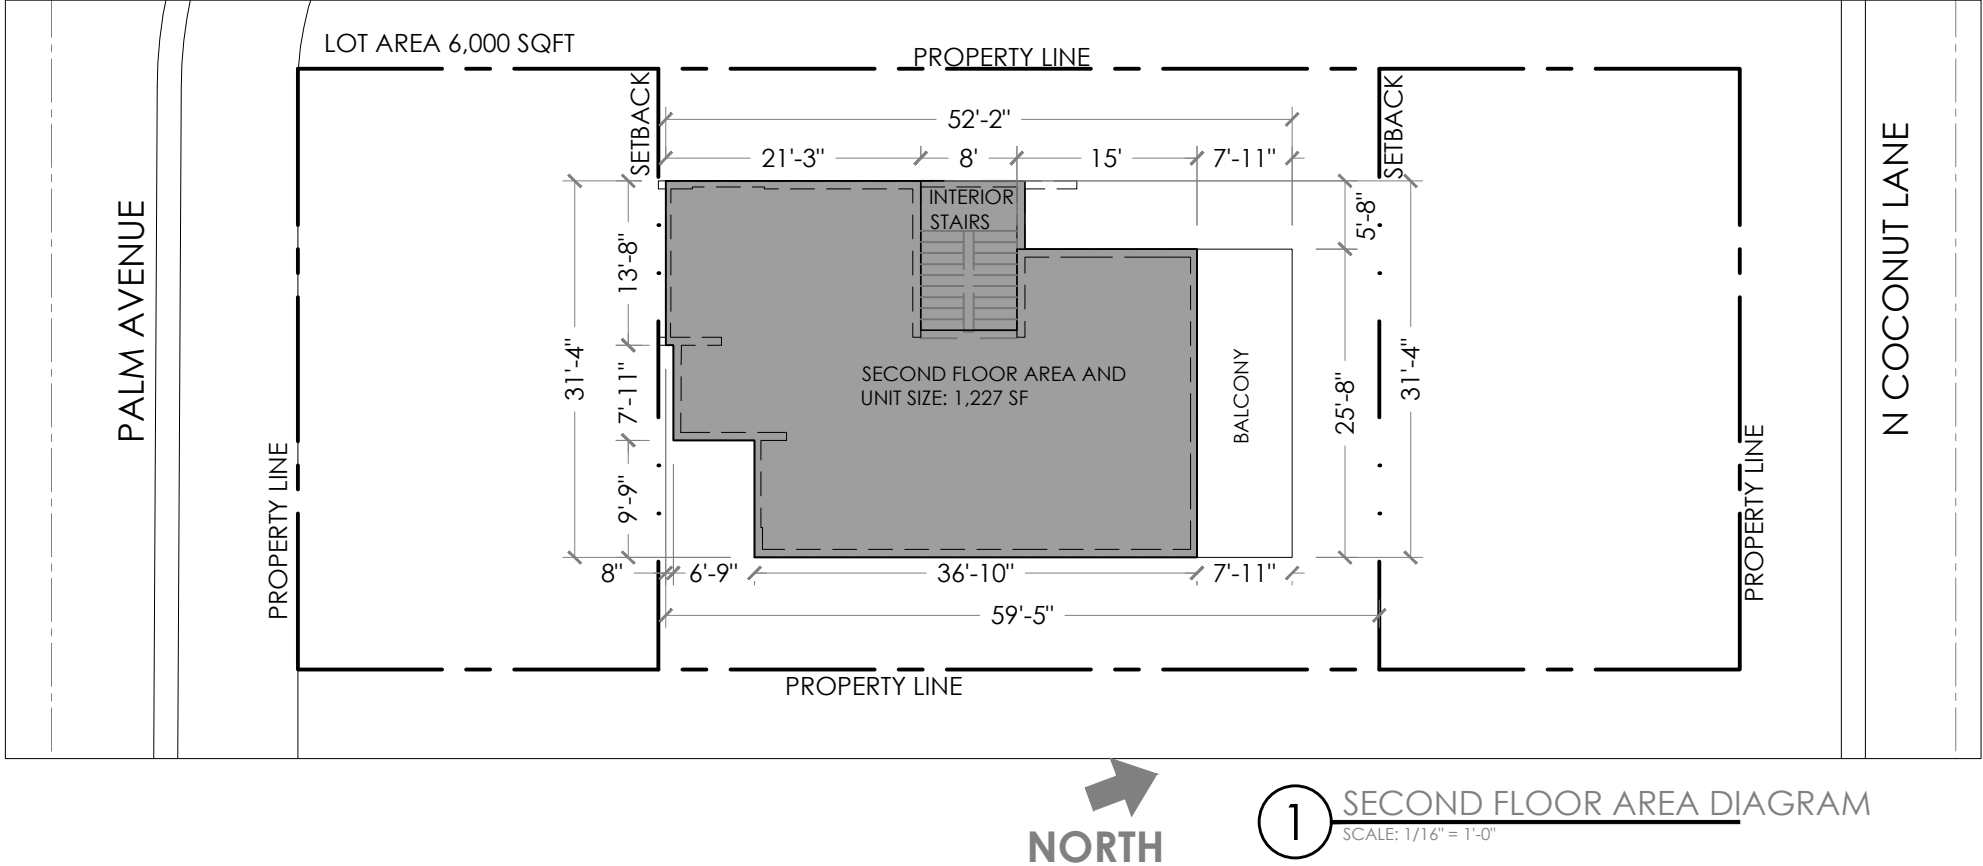 LOT AREA 6,000 SQFT
PROPERTY LINE
SETBACK
SETBACK
52'-2"
21'-3"
8'
15'
7'-11"
INTERIOR
STAIRS
PALM AVENUE
N COCONUT LANE
31'-4"
13'-8"
7'-11"
9'-9"
5'-8"
25'-8"
31'-4"
SECOND FLOOR AREA AND
UNIT SIZE: 1,227 SF
BALCONY
PROPERTY LINE
PROPERTY LINE
8"
6'-9"
36'-10"
7'-11"
59'-5"
PROPERTY LINE
NORTH
1
SECOND FLOOR AREA DIAGRAM
SCALE: 1/16" = 1'-0"